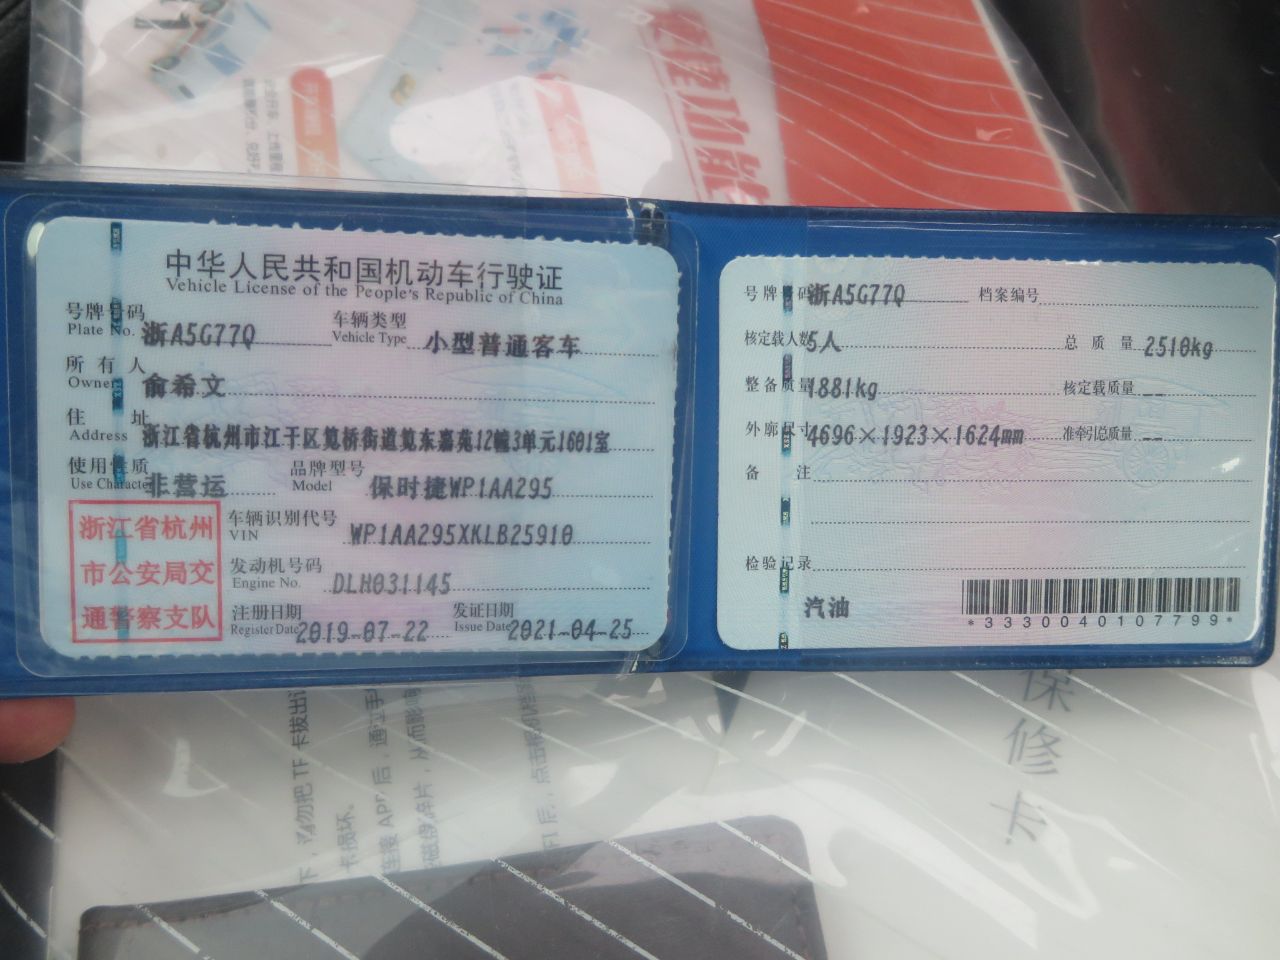 中华人民共和国机动车行驶证
Vehicle License of the People's Republic of China
号牌号码 浙A5G77Q 车辆类型 小型普通客车
Plate No. Vehicle Type
所有人 俞希文
Owner
住址 浙江省杭州市江干区笕桥街道笕东嘉苑12幢3单元1601室
Address
使用性质 非营运 品牌型号 保时捷WP1AA295
Use Character Model
浙江省杭州
市公安局交
通警察支队
车辆识别代号 WP1AA295XKLB25910
VIN
发动机号码 DLH031145
Engine No.
注册日期 2019-07-22 发证日期 2021-04-25
Register Date Issue Date
号牌号码 浙A5G77Q 档案编号
核定载人数 5人 总质量 2510kg
整备质量 1881kg 核定载质量 --
外廓尺寸 4696×1923×1624mm 准牵引总质量 --
备注
检验记录
汽油
*3330040107799*
保修卡